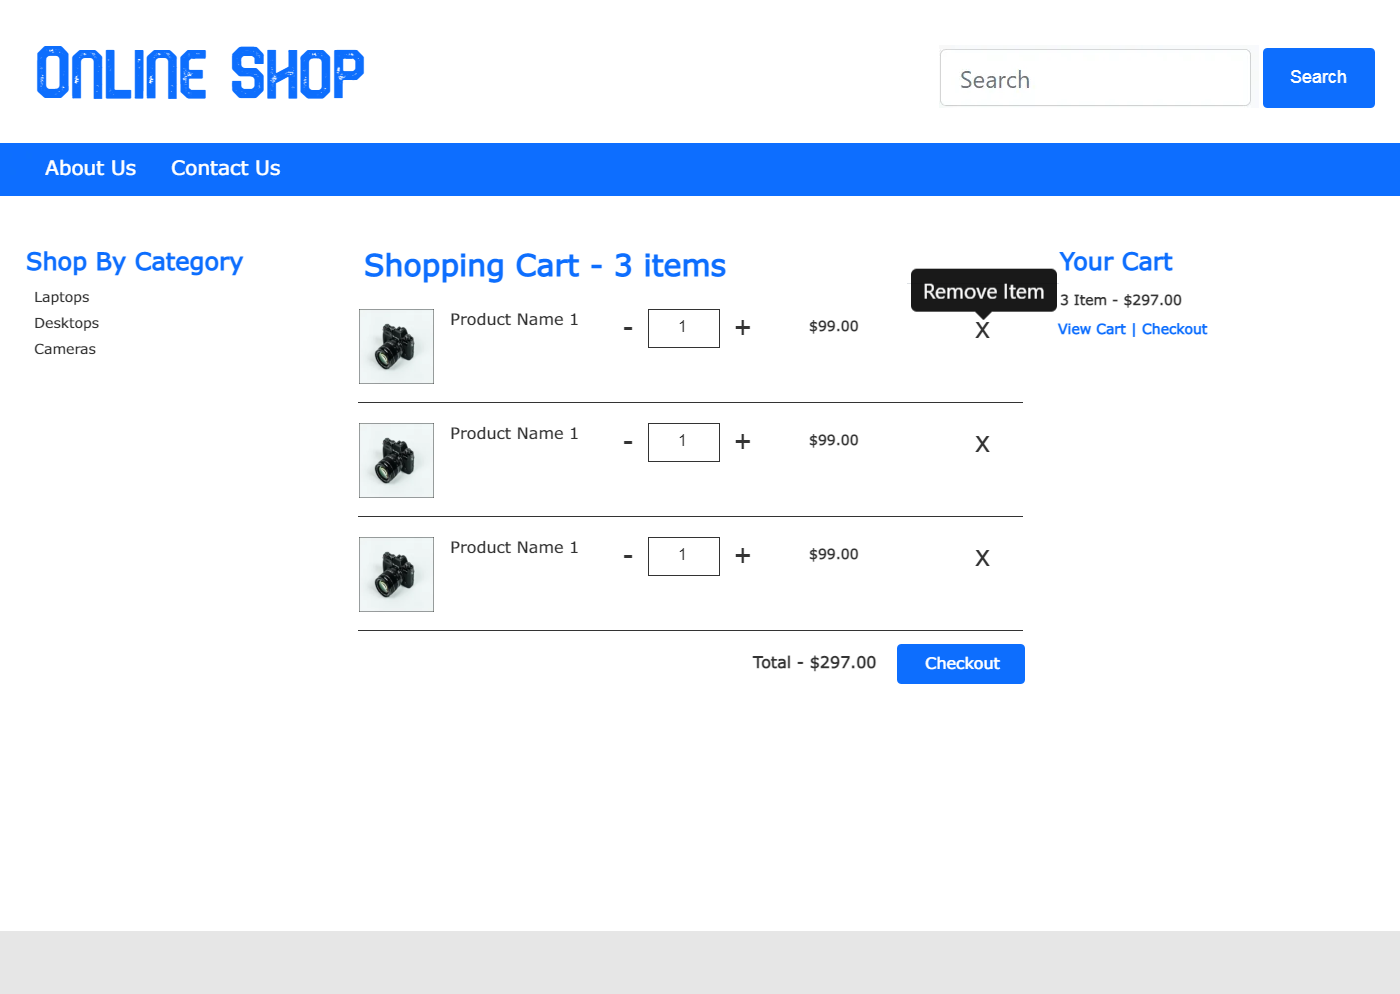 Online Shop
Search
Search
About Us
Contact Us
Shop By Category
Laptops
Desktops
Cameras
Shopping Cart - 3 items
Remove Item
Product Name 1
- 1 +
$99.00
X
Product Name 1
- 1 +
$99.00
X
Product Name 1
- 1 +
$99.00
X
Total - $297.00
Checkout
Your Cart
3 Item - $297.00
View Cart | Checkout